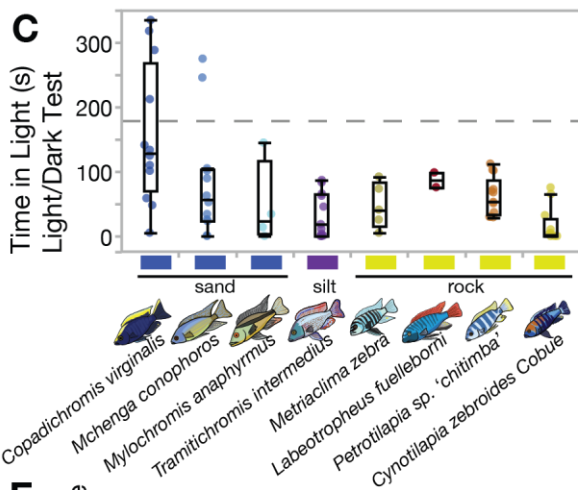 C
Time in Light (s)
Light/Dark Test
300
200
100
0
sand
silt
rock
Copadichromis virginalis
Mchenga conophoros
Mylochromis anaphyrmus
Tramitichromis intermedius
Metriaclima zebra
Labeotropheus fuelleborni
Petrotilapia sp. 'chitimba'
Cynotilapia zebroides Cobue